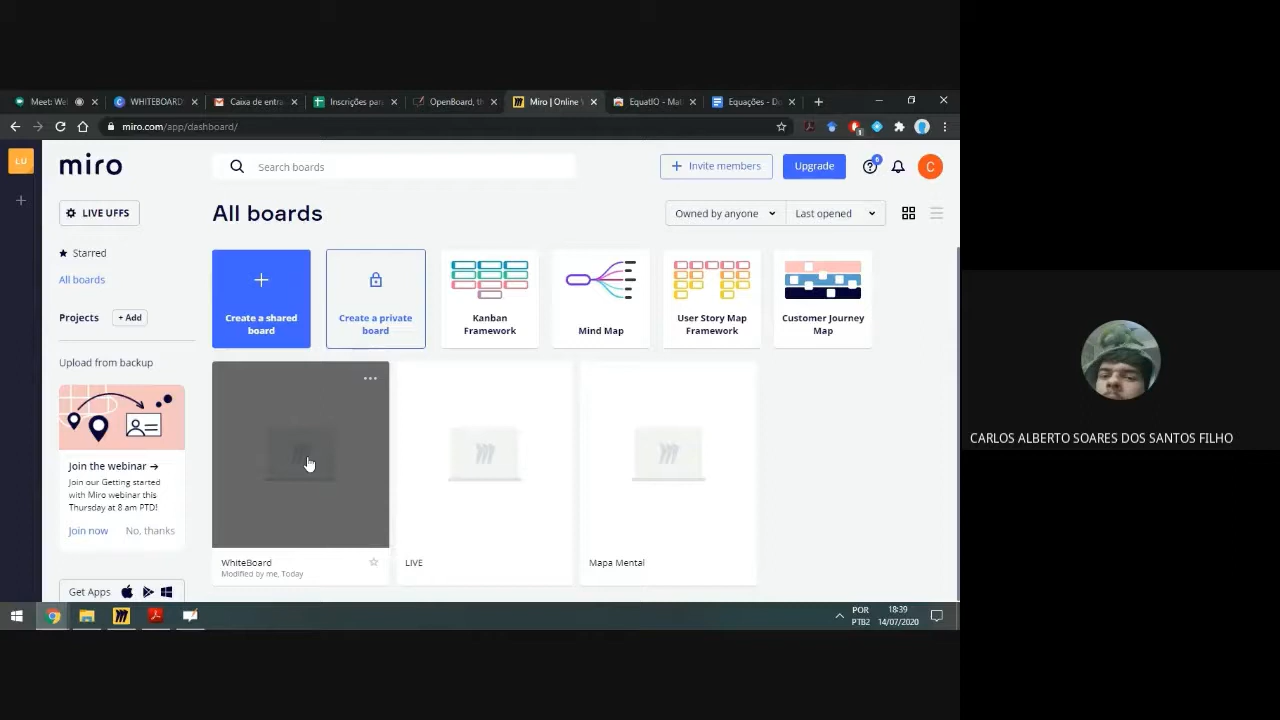 Meet: We
WHITEBOARD
Caixa de entra
Inscrições para
OpenBoard, th
Miro | Online
EquatIO - Mat
Equações - Do
miro.com/app/dashboard/
LU
miro
Search boards
Invite members
Upgrade
6
C
LIVE UFFS
All boards
Owned by anyone
Last opened
Starred
All boards
Projects
+ Add
Upload from backup
Create a shared
board
Create a private
board
Kanban
Framework
Mind Map
User Story Map
Framework
Customer Journey
Map
Join the webinar →
Join our Getting started
with Miro webinar this
Thursday at 8 am PTD!
Join now
No, thanks
WhiteBoard
Modified by me, Today
LIVE
Mapa Mental
Get Apps
POR
PTB2
18:39
14/07/2020
CARLOS ALBERTO SOARES DOS SANTOS FILHO